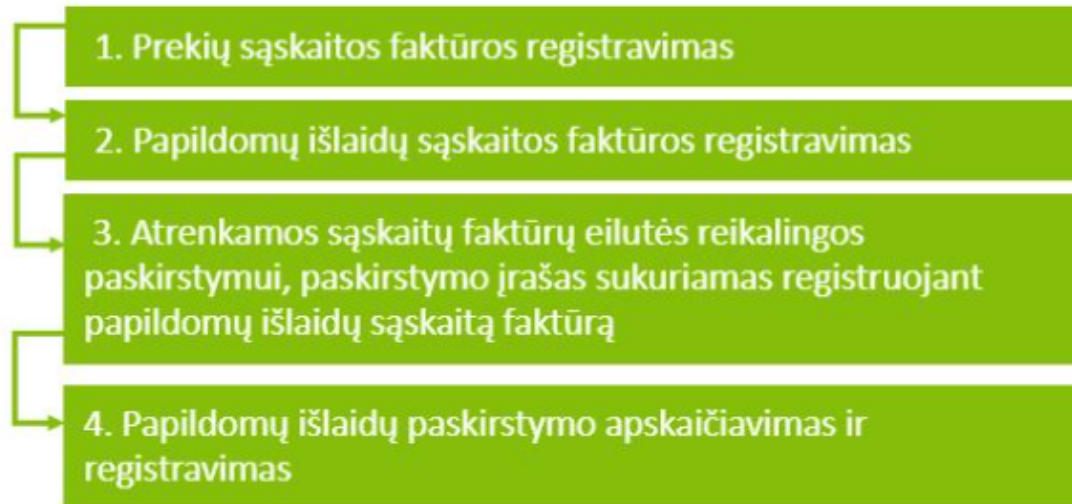 1. Prekių sąskaitos faktūros registravimas
2. Papildomų išlaidų sąskaitos faktūros registravimas
3. Atrenkamos sąskaitų faktūrų eilutės reikalingos
paskirstymui, paskirstymo įrašas sukuriamas registruojant
papildomų išlaidų sąskaitą faktūrą
4. Papildomų išlaidų paskirstymo apskaičiavimas ir
registravimas